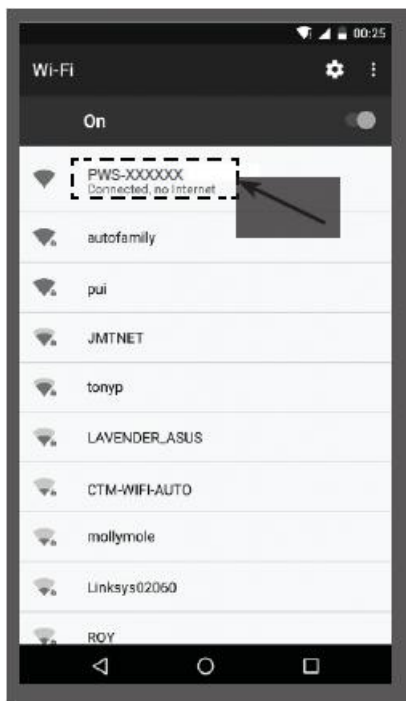 00:25
Wi-Fi
On
PWS-XXXXXX
Connected, no Internet
autofamily
pui
JMTNET
tonyp
LAVENDER_ASUS
CTM-WIFI-AUTO
mollymole
Linksys02060
ROY